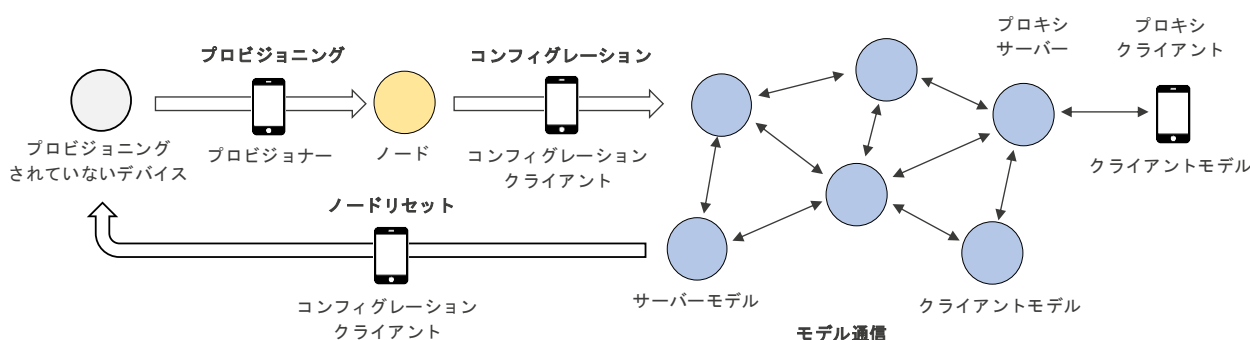 プロビジョニング
されていないデバイス
プロビジョニング
プロビジョナー
ノード
コンフィグレーション
コンフィグレーション
クライアント
プロキシ
サーバー
プロキシ
クライアント
クライアントモデル
ノードリセット
コンフィグレーション
クライアント
サーバーモデル
クライアントモデル
モデル通信